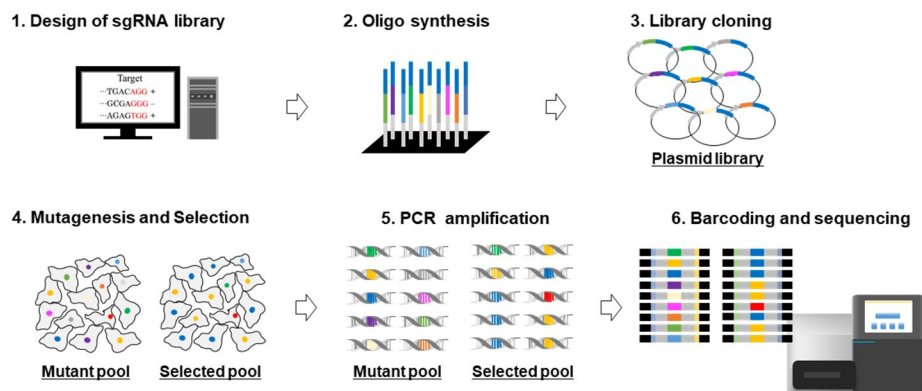 1. Design of sgRNA library
2. Oligo synthesis
3. Library cloning
Target
···TGACAGG +
···GCGAGGG –
···AGAGTGG +
Plasmid library
4. Mutagenesis and Selection
5. PCR amplification
6. Barcoding and sequencing
Mutant pool
Selected pool
Mutant pool
Selected pool